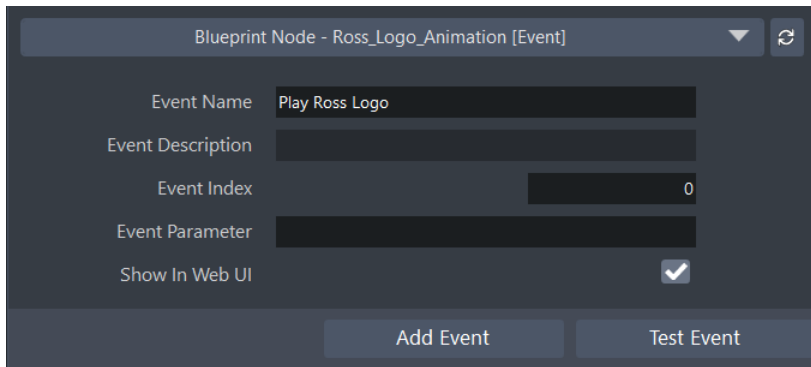 Blueprint Node - Ross_Logo_Animation [Event]
Event Name Play Ross Logo
Event Description
Event Index 0
Event Parameter
Show In Web UI
Add Event Test Event